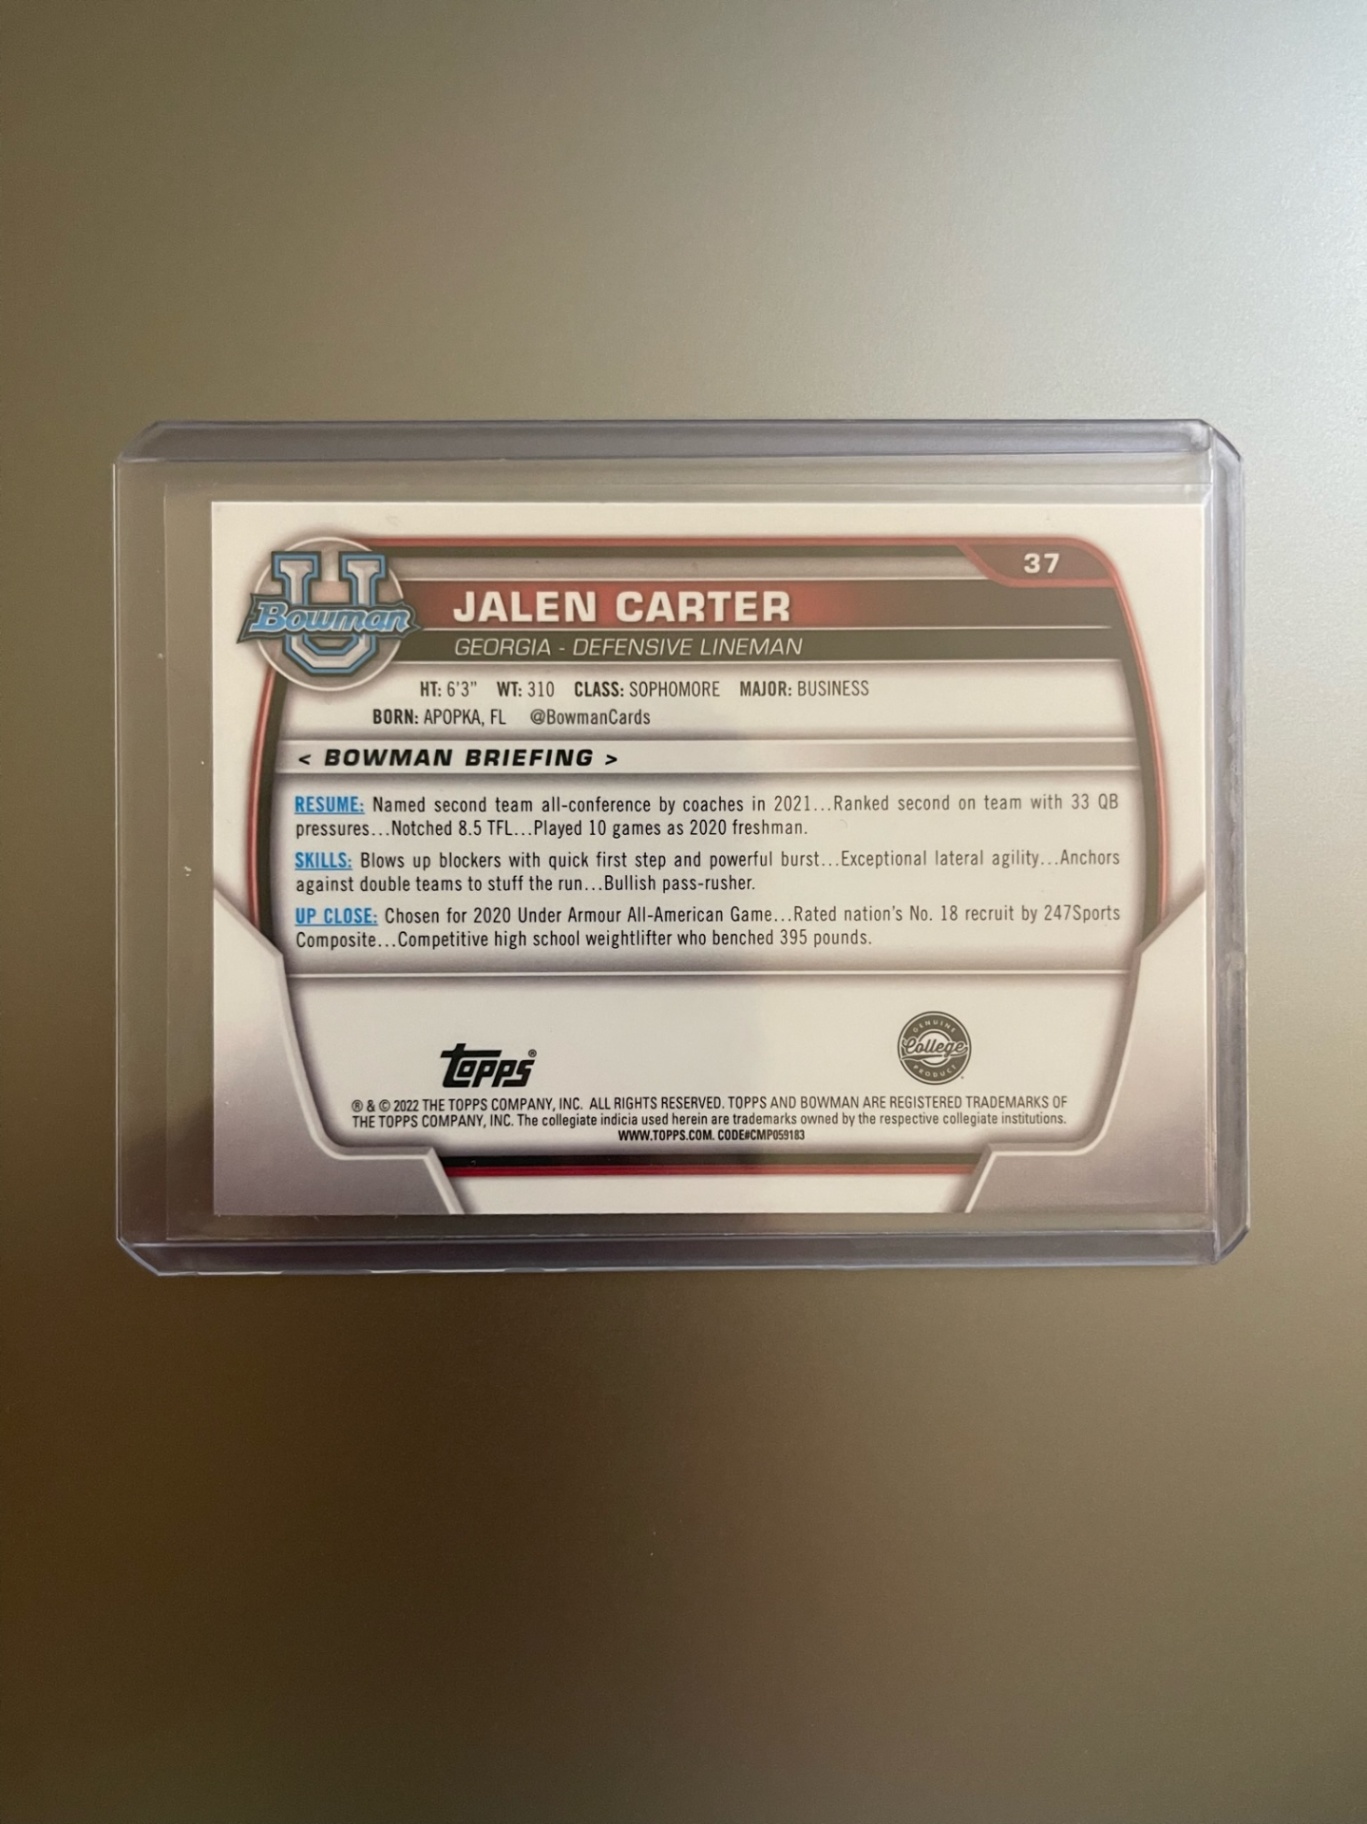 37
U
Bowman
JALEN CARTER
GEORGIA - DEFENSIVE LINEMAN
HT: 6'3" WT: 310 CLASS: SOPHOMORE MAJOR: BUSINESS
BORN: APOPKA, FL @BowmanCards
< BOWMAN BRIEFING >
RESUME: Named second team all-conference by coaches in 2021...Ranked second on team with 33 QB
pressures...Notched 8.5 TFL...Played 10 games as 2020 freshman.
SKILLS: Blows up blockers with quick first step and powerful burst...Exceptional lateral agility...Anchors
against double teams to stuff the run...Bullish pass-rusher.
UP CLOSE: Chosen for 2020 Under Armour All-American Game...Rated nation's No. 18 recruit by 247Sports
Composite...Competitive high school weightlifter who benched 395 pounds.
Topps®
GENUINE
College
PRODUCT
® & © 2022 THE TOPPS COMPANY, INC. ALL RIGHTS RESERVED. TOPPS AND BOWMAN ARE REGISTERED TRADEMARKS OF
THE TOPPS COMPANY, INC. The collegiate indicia used herein are trademarks owned by the respective collegiate institutions.
WWW.TOPPS.COM. CODE#CMP059183